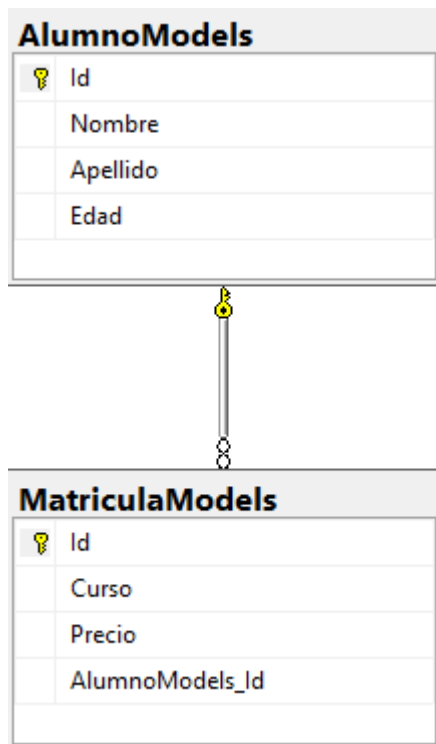 AlumnoModels
Id
Nombre
Apellido
Edad
MatriculaModels
Id
Curso
Precio
AlumnoModels_Id